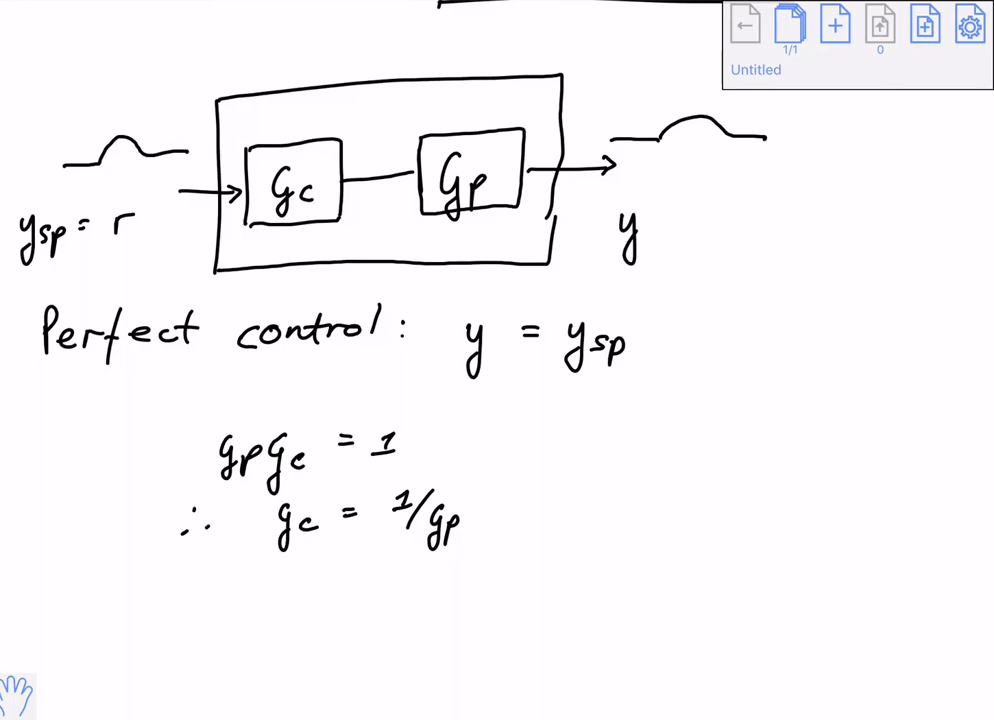 1/1
0
Untitled
gc
gp
ysp = r
y
Perfect control: y = ysp
gpgc = 1
∴ gc = 1/gp